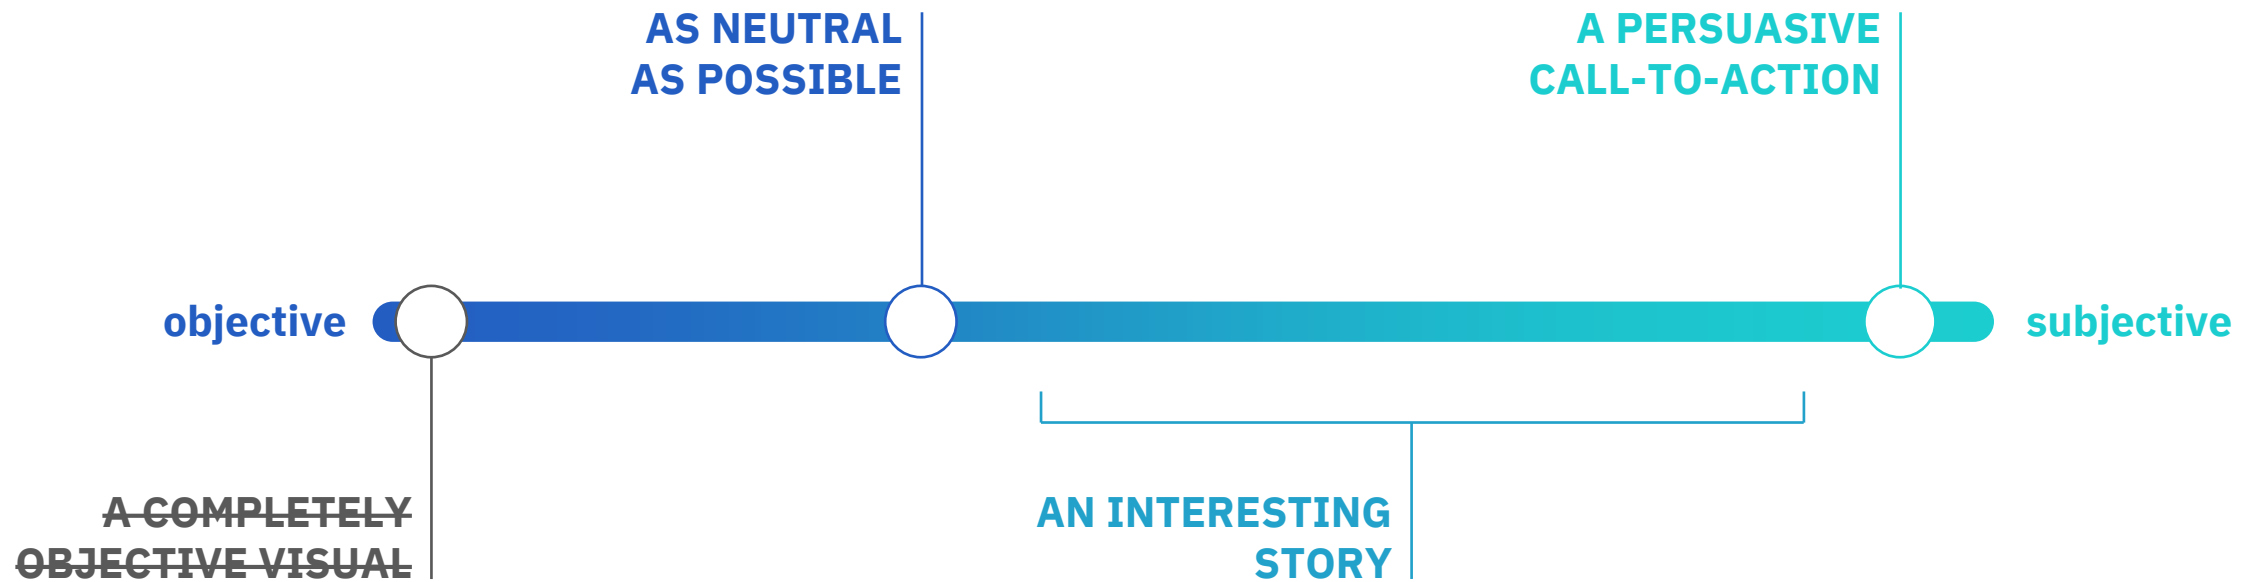 AS NEUTRAL
AS POSSIBLE
A PERSUASIVE
CALL-TO-ACTION
objective
subjective
A COMPLETELY
OBJECTIVE VISUAL
AN INTERESTING
STORY